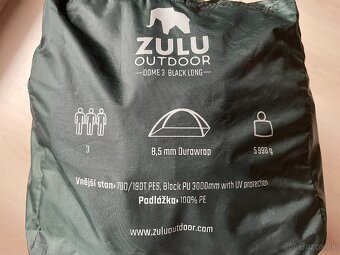 ZULU
OUTDOOR
DOME 3 BLACK LONG
3
8,5 mm Durawrap
5 990 g
Vnější stan: 70D/190T PES, Black PU 3000mm with UV protection
Podlážka: 100% PE
www.zuluoutdoor.com